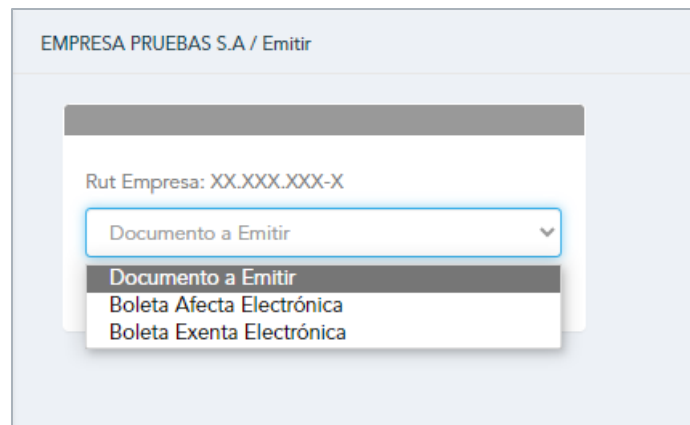 EMPRESA PRUEBAS S.A / Emitir
Rut Empresa: XX.XXX.XXX-X
Documento a Emitir
Documento a Emitir
Boleta Afecta Electrónica
Boleta Exenta Electrónica